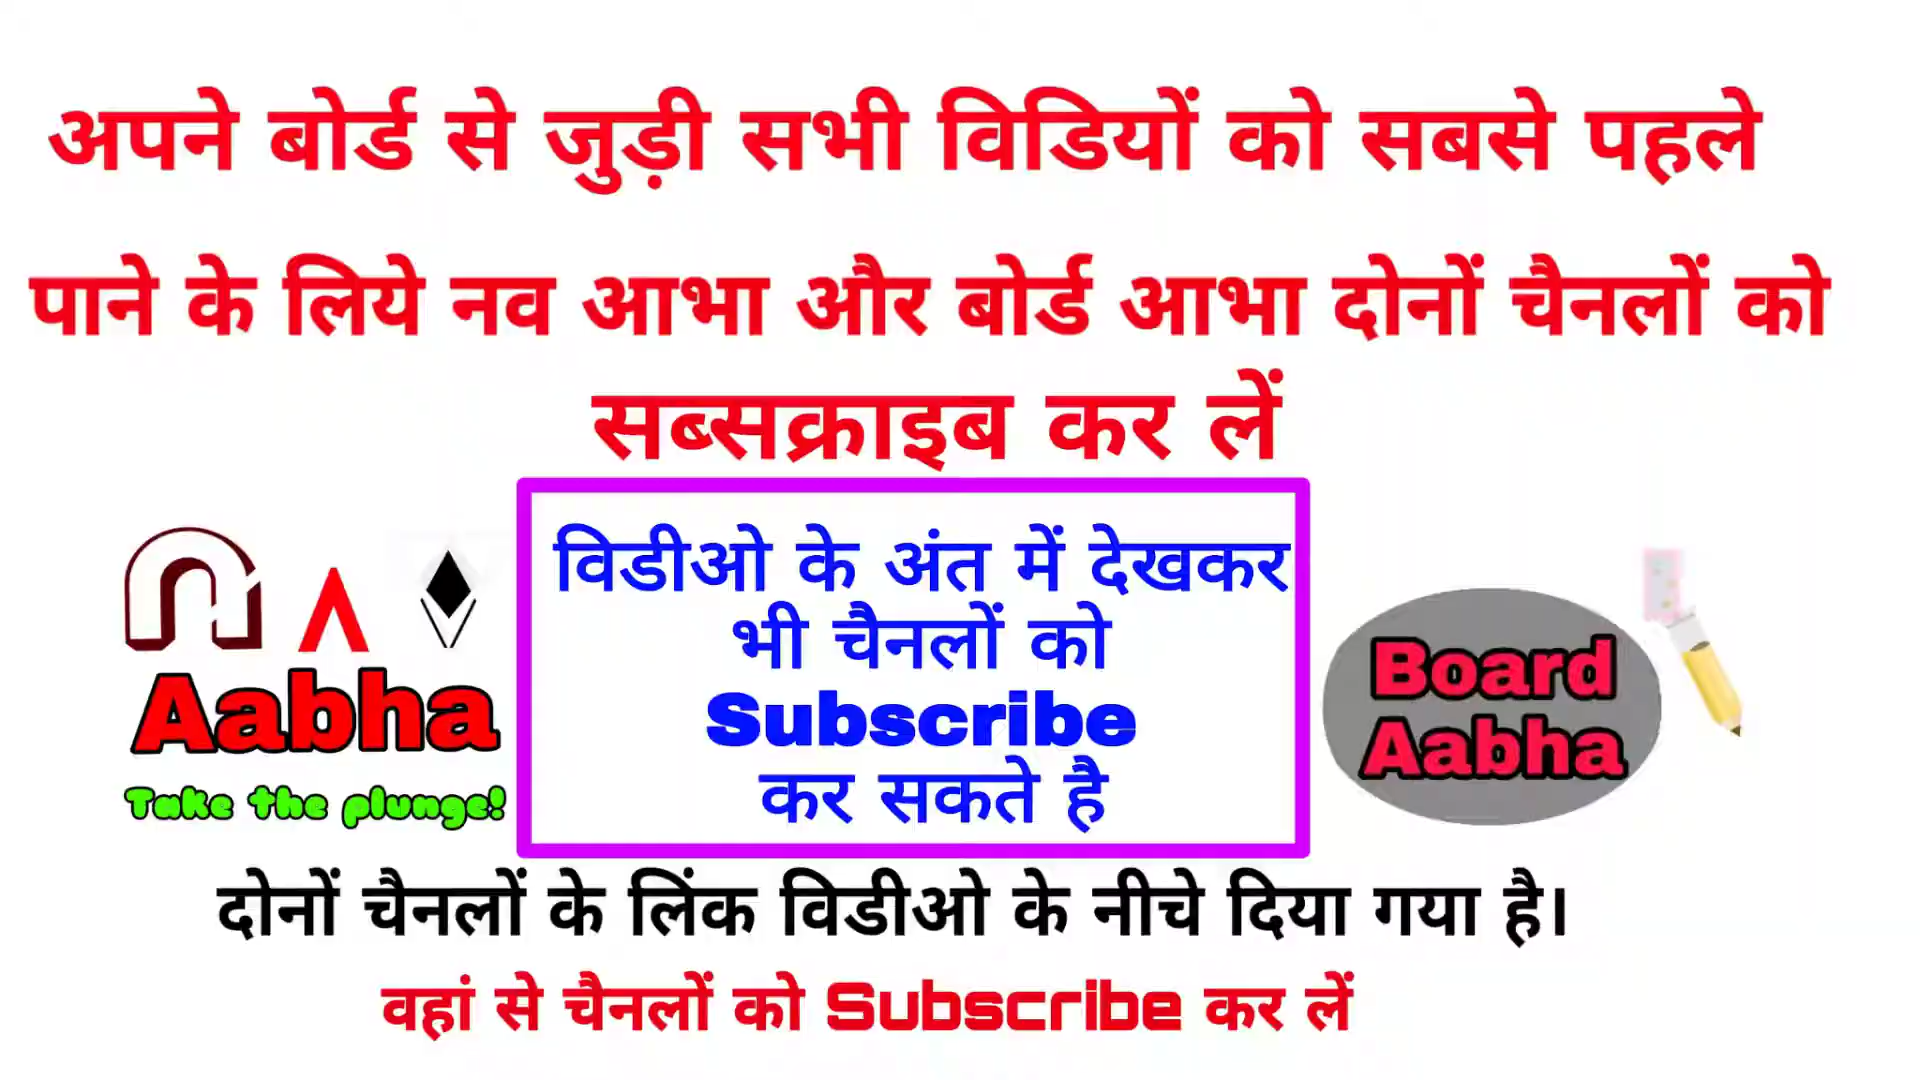 अपने बोर्ड से जुड़ी सभी विडियों को सबसे पहले
पाने के लिये नव आभा और बोर्ड आभा दोनों चैनलों को
सब्सक्राइब कर लें
विडीओ के अंत में देखकर
भी चैनलों को
Subscribe
कर सकते है
Aabha
Take the plunge!
Board
Aabha
दोनों चैनलों के लिंक विडीओ के नीचे दिया गया है।
वहां से चैनलों को Subscribe कर लें